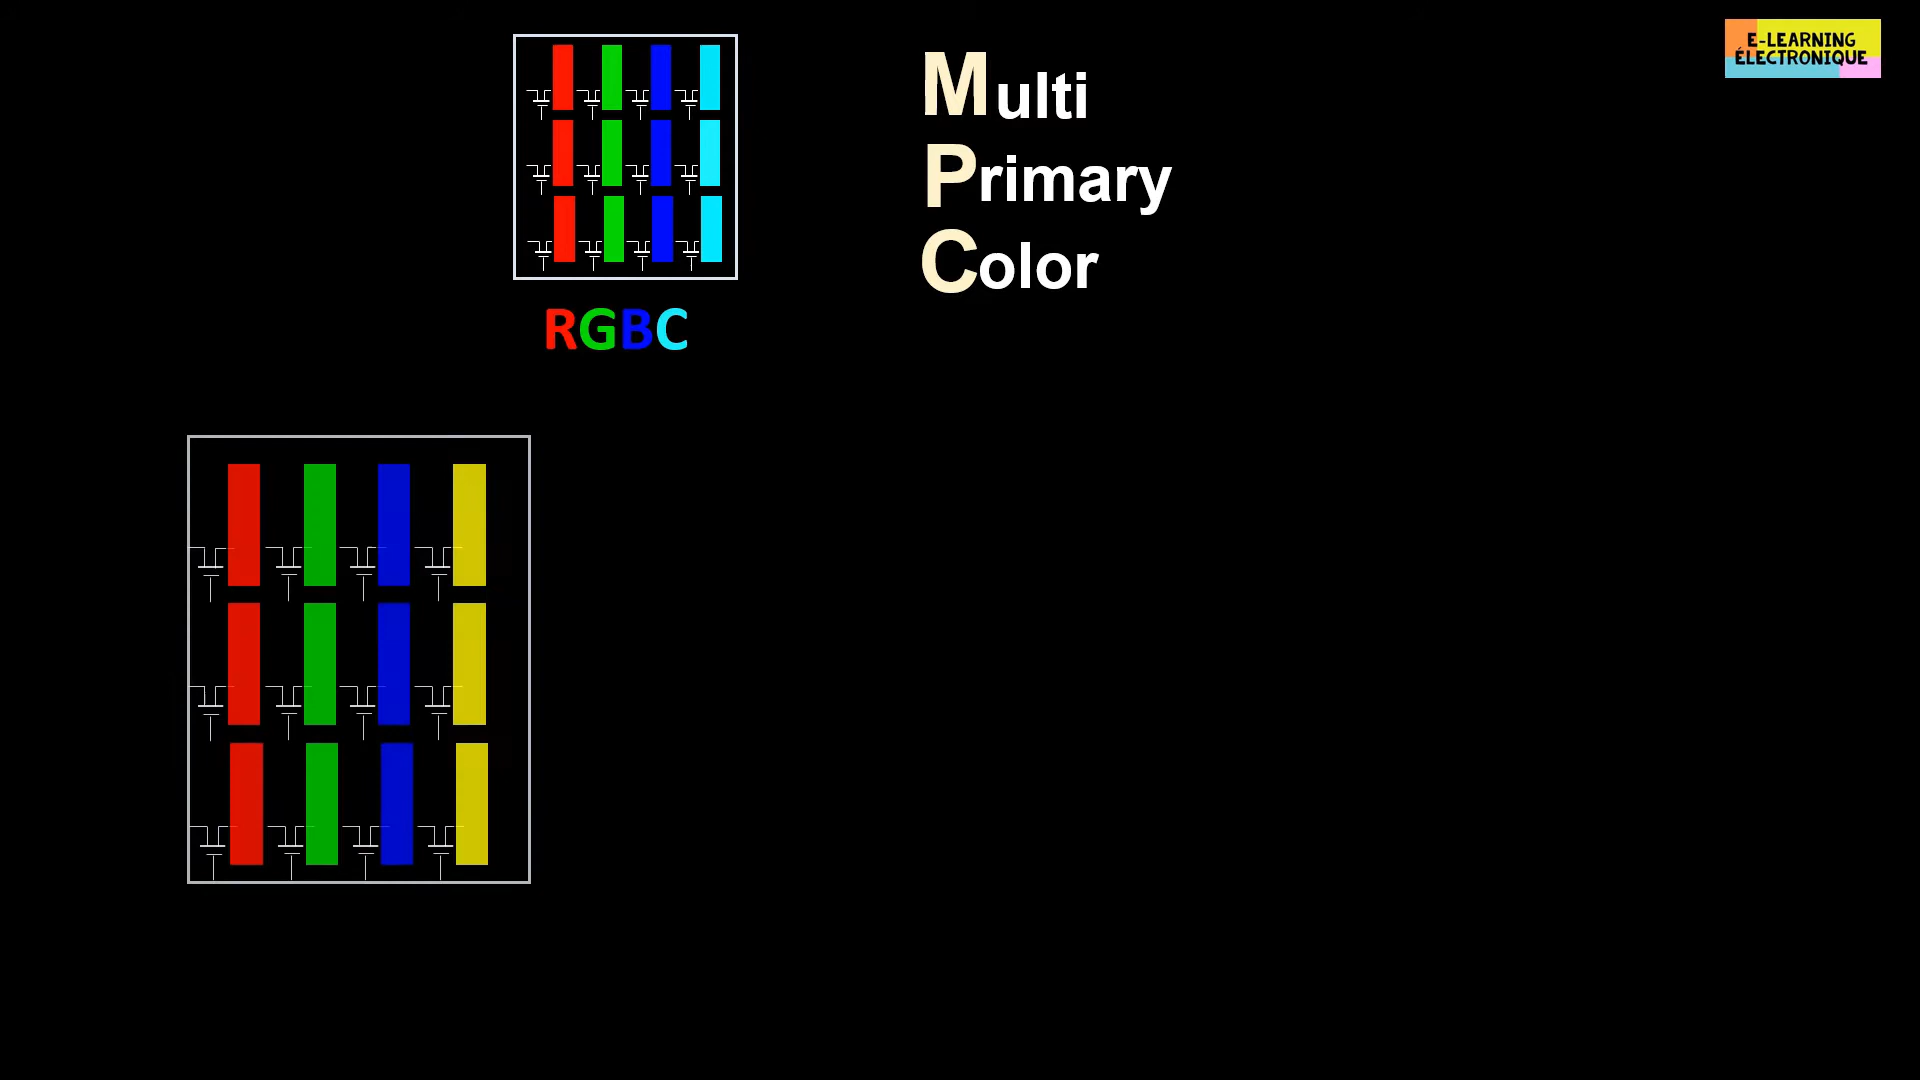 Multi
Primary
Color
RGBC
E-LEARNING
ÉLECTRONIQUE